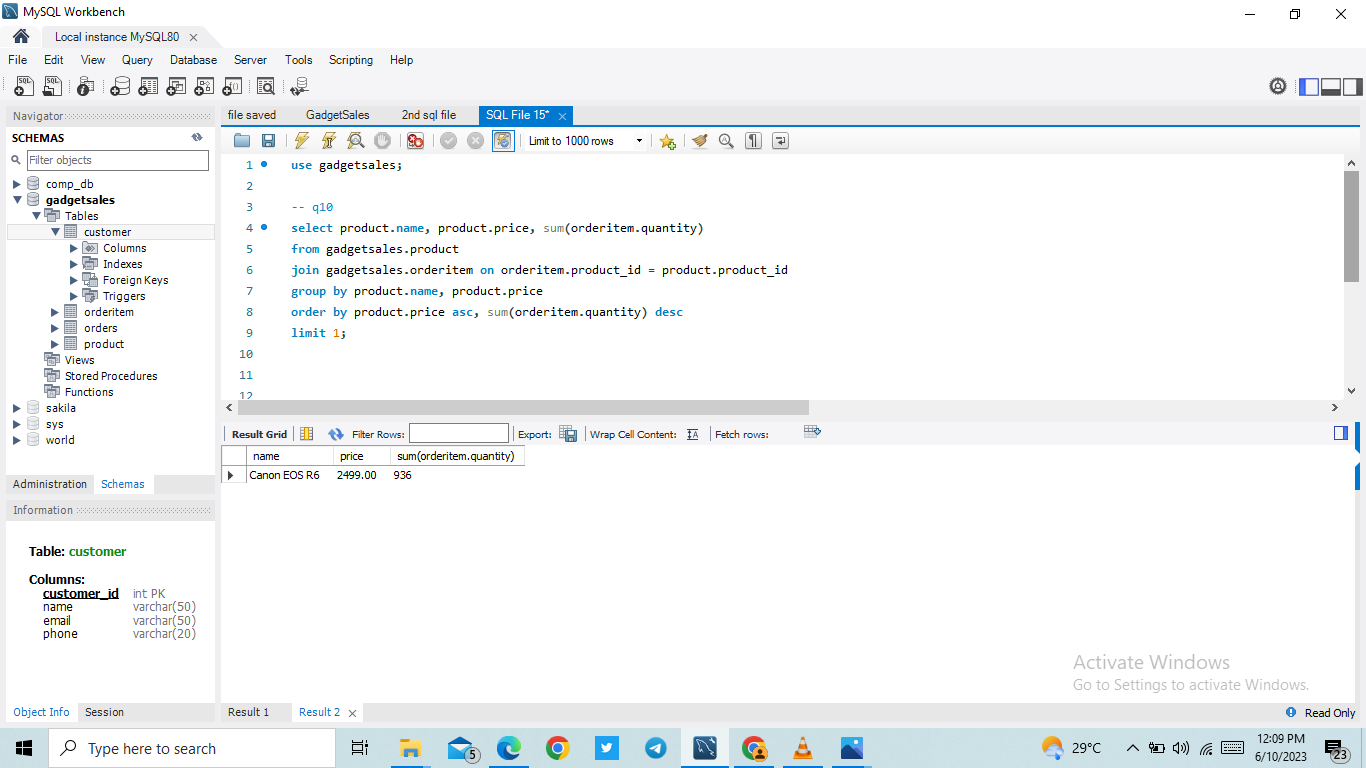 MySQL Workbench
Local instance MySQL80
File Edit View Query Database Server Tools Scripting Help
Navigator
SCHEMAS
Filter objects
comp_db
gadgetsales
Tables
customer
Columns
Indexes
Foreign Keys
Triggers
orderitem
orders
product
Views
Stored Procedures
Functions
sakila
sys
world
Administration Schemas
Information
Table: customer
Columns:
customer_id int PK
name varchar(50)
email varchar(50)
phone varchar(20)
Object Info Session
file saved GadgetSales 2nd sql file SQL File 15*
Limit to 1000 rows
1 use gadgetsales;
2
3 -- q10
4 select product.name, product.price, sum(orderitem.quantity)
5 from gadgetsales.product
6 join gadgetsales.orderitem on orderitem.product_id = product.product_id
7 group by product.name, product.price
8 order by product.price asc, sum(orderitem.quantity) desc
9 limit 1;
10
11
12
Result Grid Filter Rows: Export: Wrap Cell Content: Fetch rows:
name price sum(orderitem.quantity)
Canon EOS R6 2499.00 936
Activate Windows
Go to Settings to activate Windows.
Result 1 Result 2 Read Only
Type here to search
5
29°C
12:09 PM
6/10/2023
23